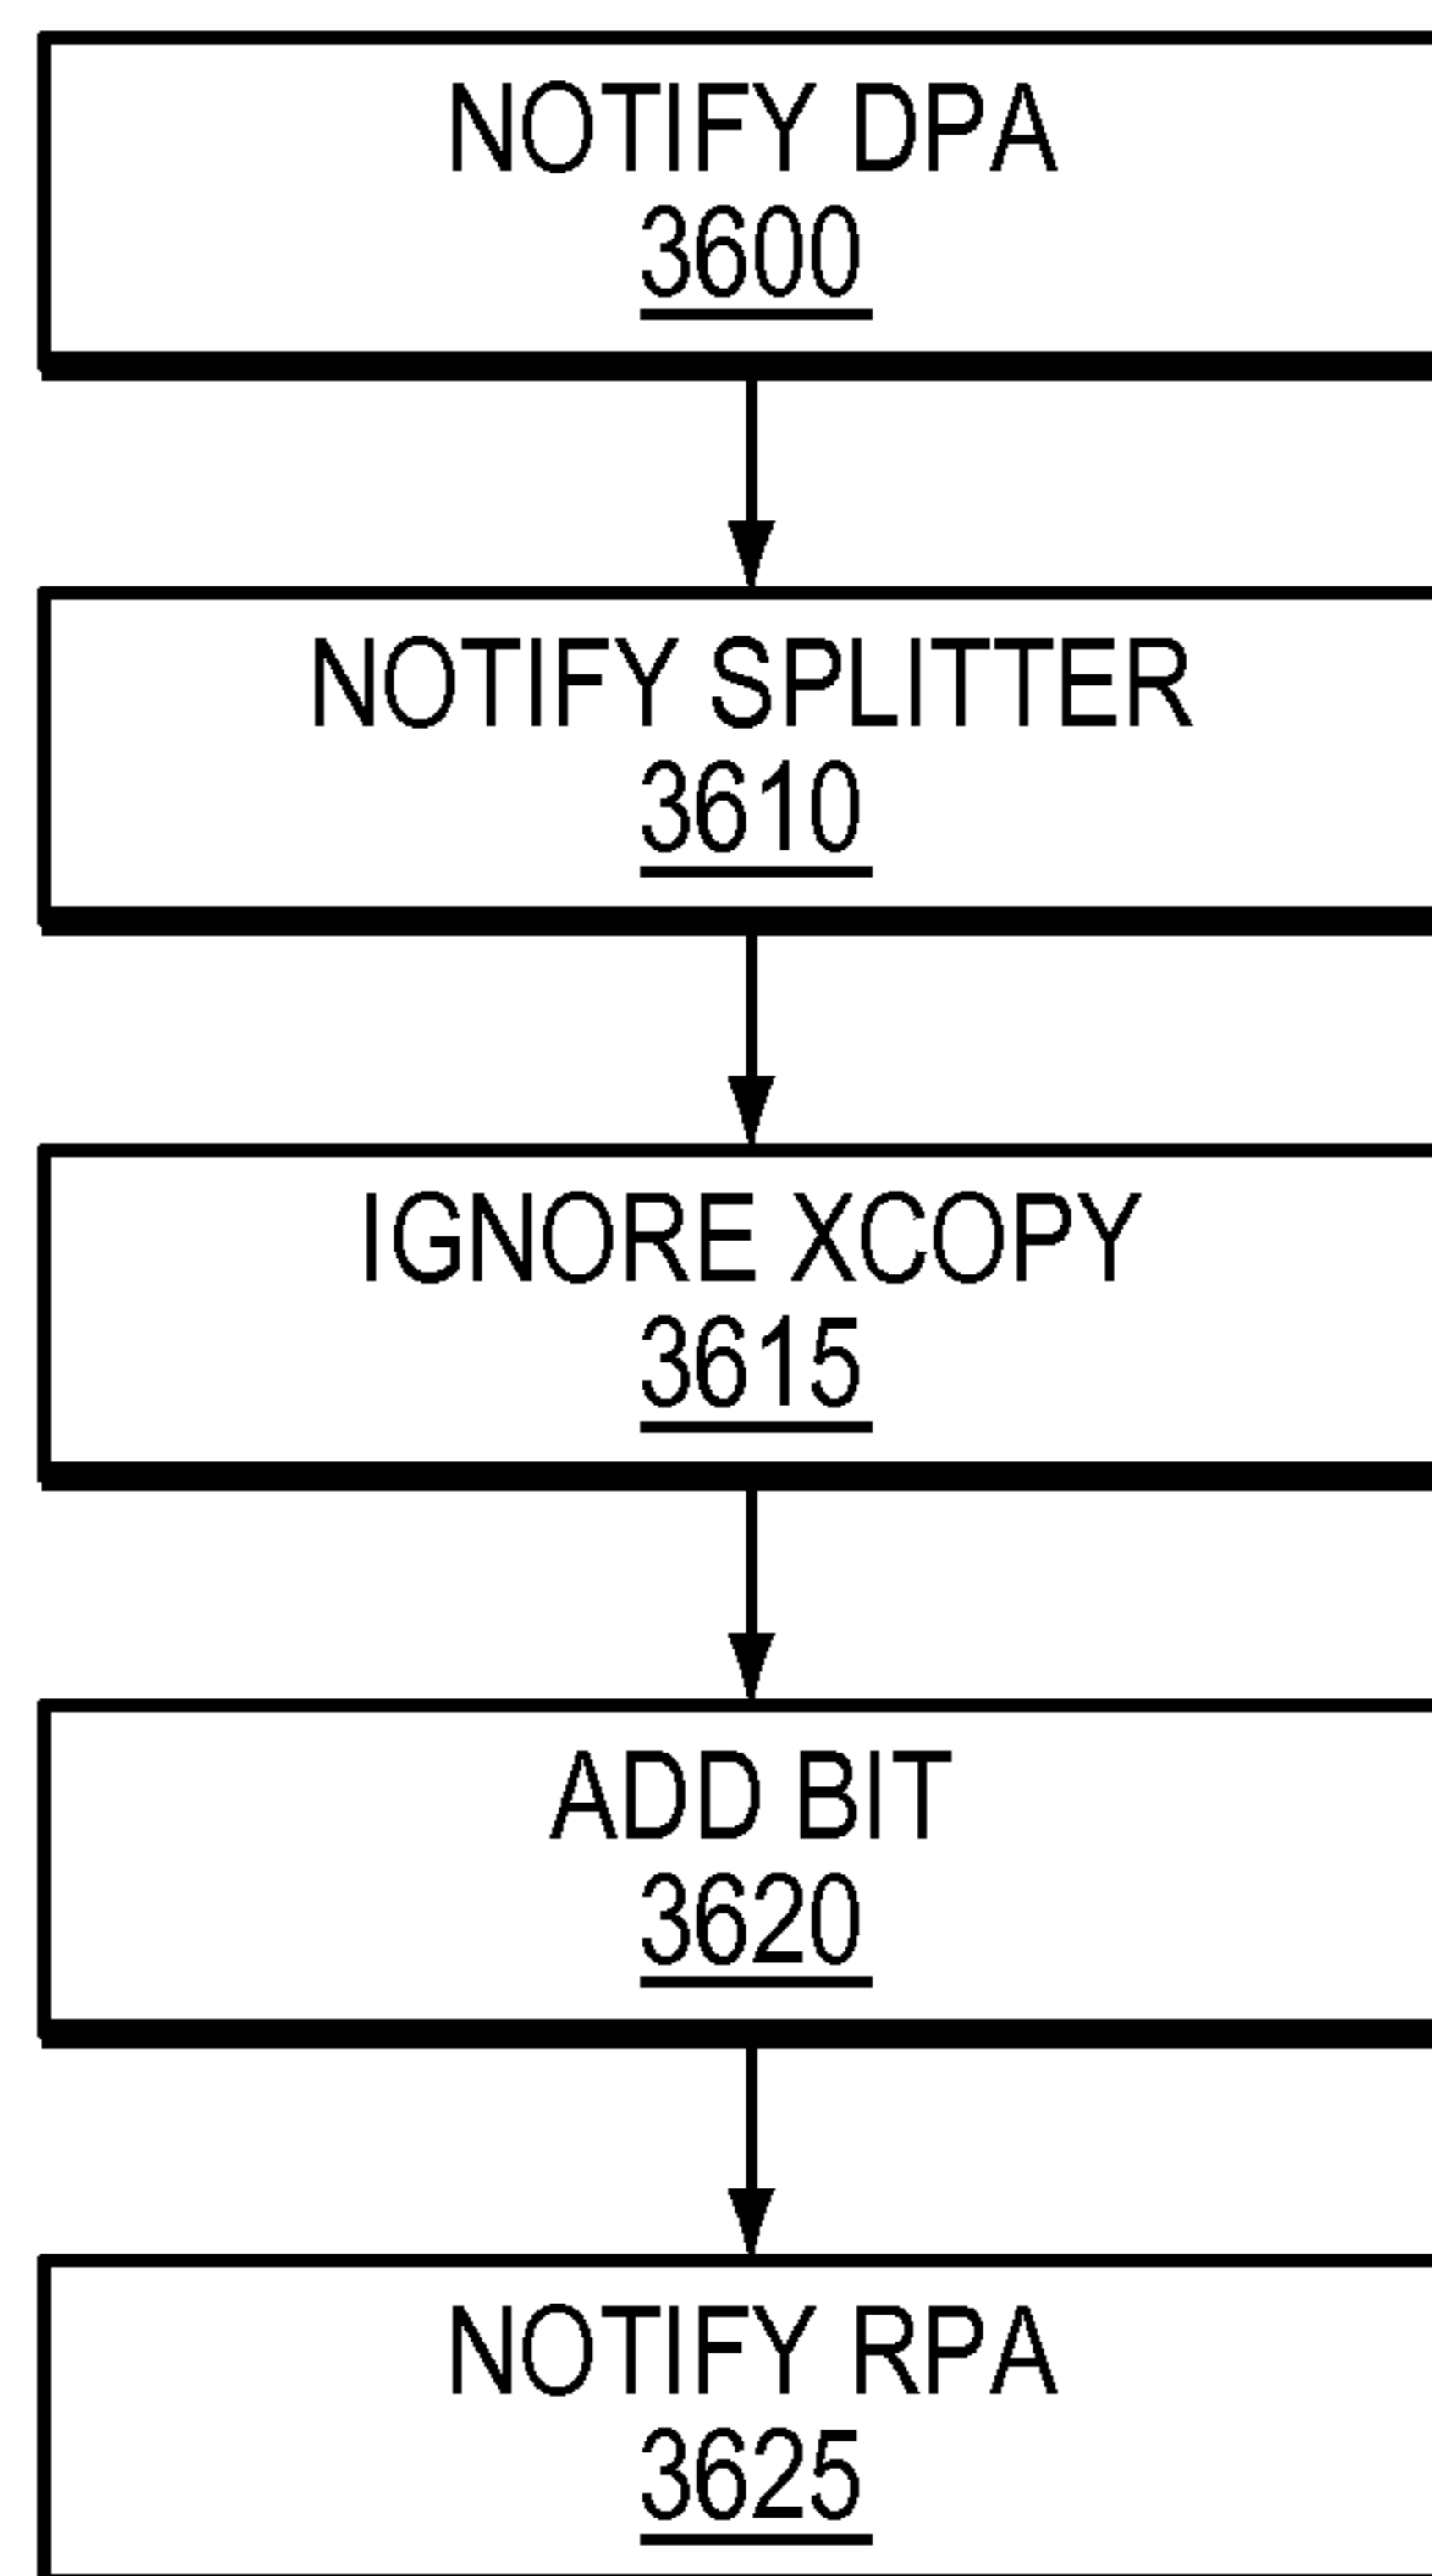 NOTIFY DPA
3600
NOTIFY SPLITTER
3610
IGNORE XCOPY
3615
ADD BIT
3620
NOTIFY RPA
3625